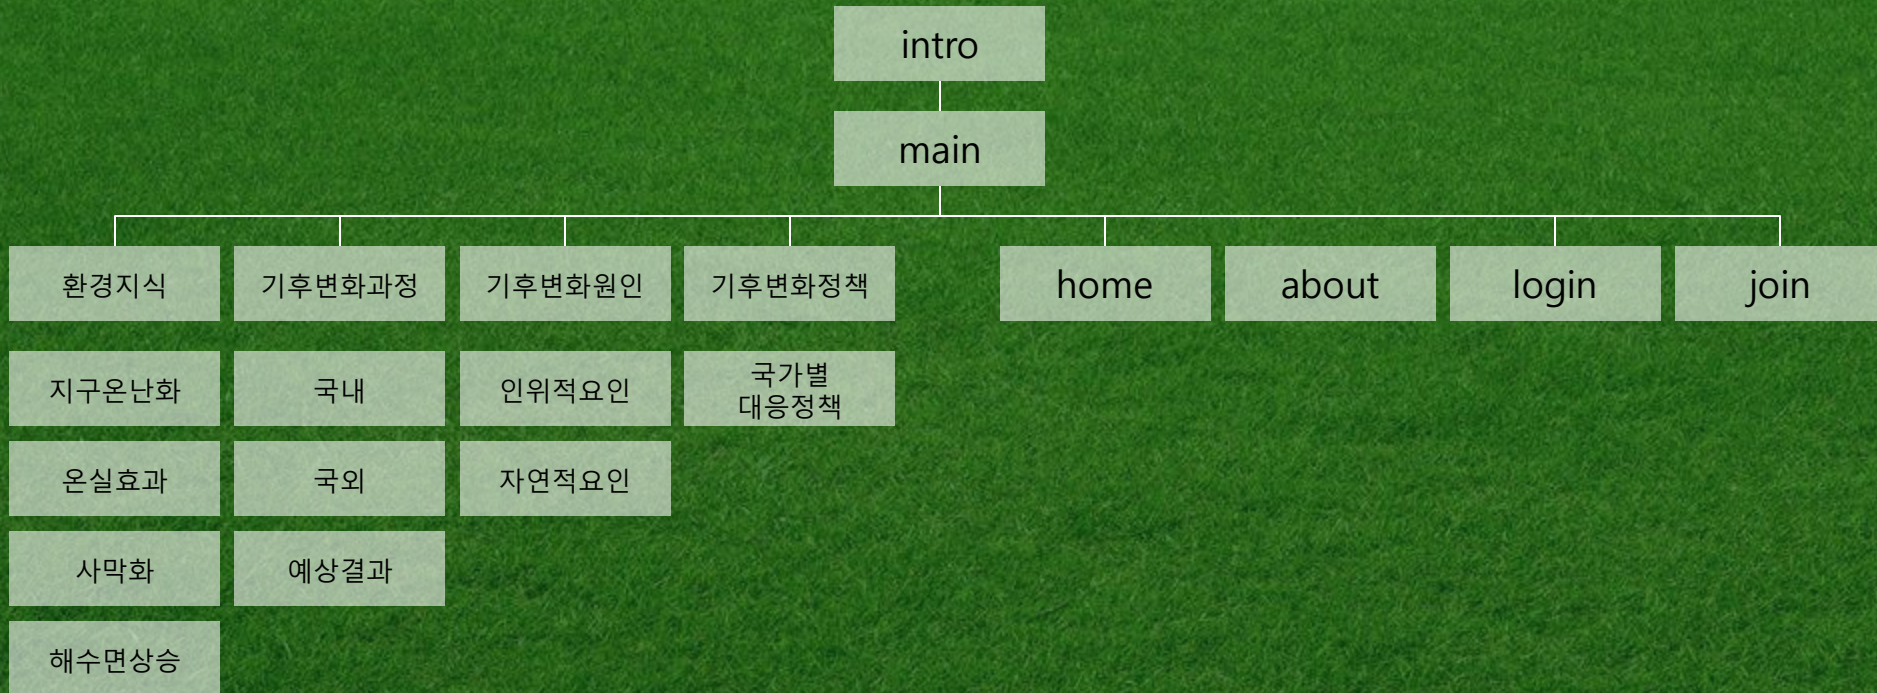 intro
main
환경지식
기후변화과정
기후변화원인
기후변화정책
home
about
login
join
지구온난화
국내
인위적요인
국가별
대응정책
온실효과
국외
자연적요인
사막화
예상결과
해수면상승